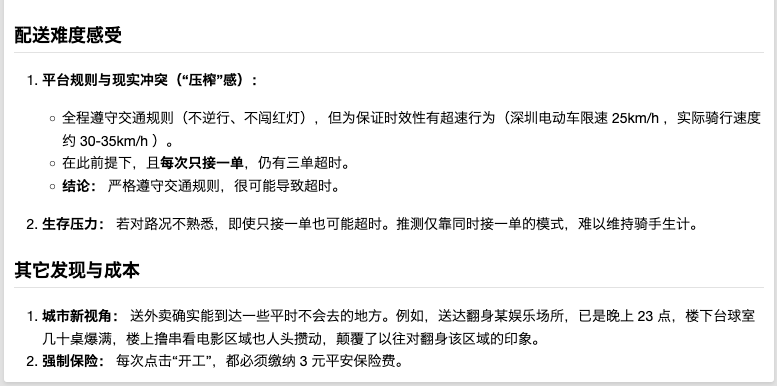 配送难度感受
1. 平台规则与现实冲突（“压榨”感）：
全程遵守交通规则（不逆行、不闯红灯），但为保证时效性有超速行为（深圳电动车限速 25km/h ，实际骑行速度
约 30-35km/h ）。
在此前提下，且每次只接一单，仍有三单超时。
结论： 严格遵守交通规则，很可能导致超时。
2. 生存压力： 若对路况不熟悉，即使只接一单也可能超时。推测仅靠同时接一单的模式，难以维持骑手生计。
其它发现与成本
1. 城市新视角： 送外卖确实能到达一些平时不会去的地方。例如，送达翻身某娱乐场所，已是晚上 23 点，楼下台球室
几十桌爆满，楼上撸串看电影区域也人头攒动，颠覆了以往对翻身该区域的印象。
2. 强制保险： 每次点击“开工”，都必须缴纳 3 元平安保险费。